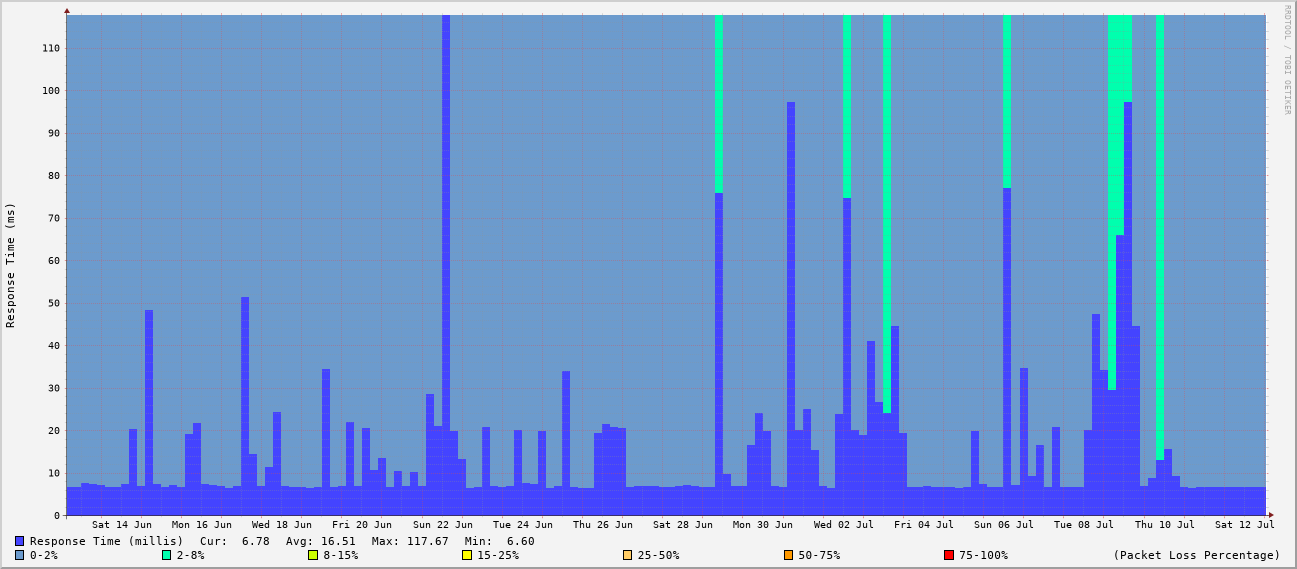 RRDTOOL / TOBI OETIKER
Response Time (ms)
110
100
90
80
70
60
50
40
30
20
10
0
Sat 14 Jun Mon 16 Jun Wed 18 Jun Fri 20 Jun Sun 22 Jun Tue 24 Jun Thu 26 Jun Sat 28 Jun Mon 30 Jun Wed 02 Jul Fri 04 Jul Sun 06 Jul Tue 08 Jul Thu 10 Jul Sat 12 Jul
Response Time (millis) Cur: 6.78 Avg: 16.51 Max: 117.67 Min: 6.60
0-2% 2-8% 8-15% 15-25% 25-50% 50-75% 75-100% (Packet Loss Percentage)